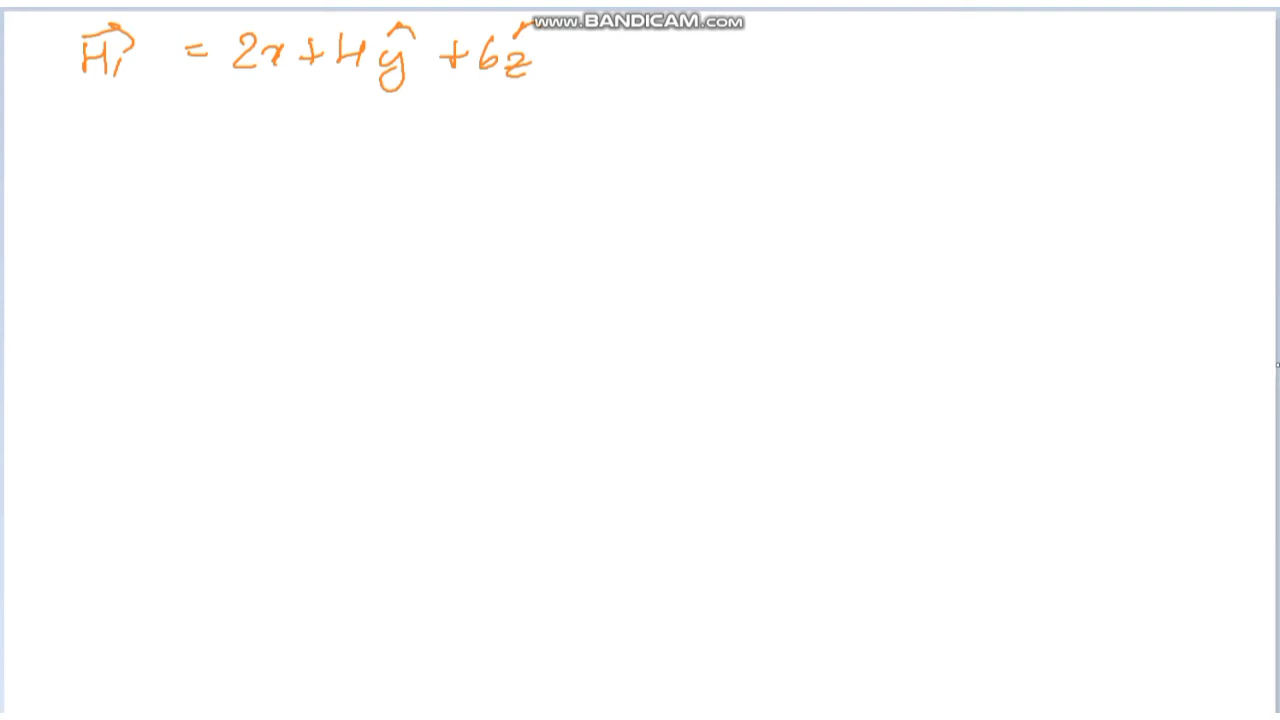 H₁⃗ = 2x + 4ŷ + 6ẑ
www.BANDICAM.com